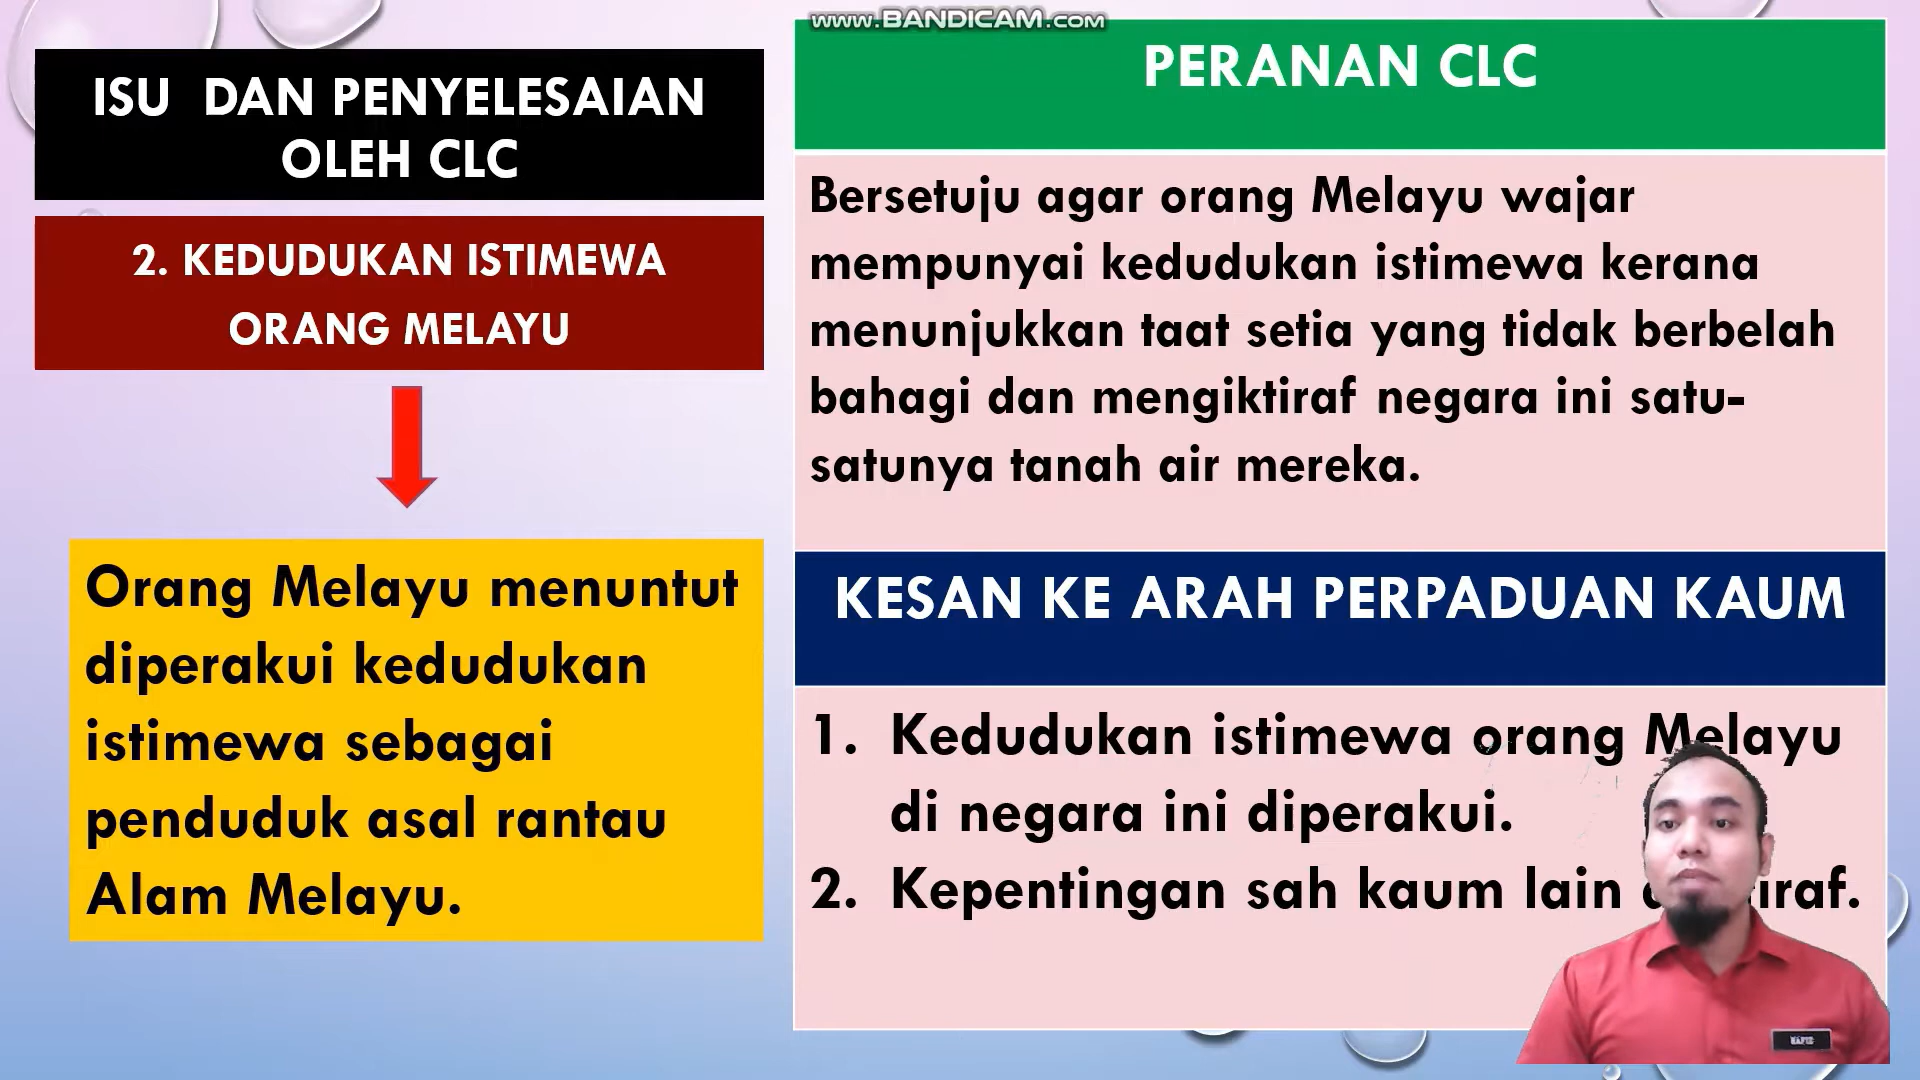 www.BANDICAM.com
ISU DAN PENYELESAIAN
OLEH CLC
2. KEDUDUKAN ISTIMEWA
ORANG MELAYU
Orang Melayu menuntut
diperakui kedudukan
istimewa sebagai
penduduk asal rantau
Alam Melayu.
PERANAN CLC
Bersetuju agar orang Melayu wajar
mempunyai kedudukan istimewa kerana
menunjukkan taat setia yang tidak berbelah
bahagi dan mengiktiraf negara ini satu-
satunya tanah air mereka.
KESAN KE ARAH PERPADUAN KAUM
1. Kedudukan istimewa orang Melayu
di negara ini diperakui.
2. Kepentingan sah kaum lain